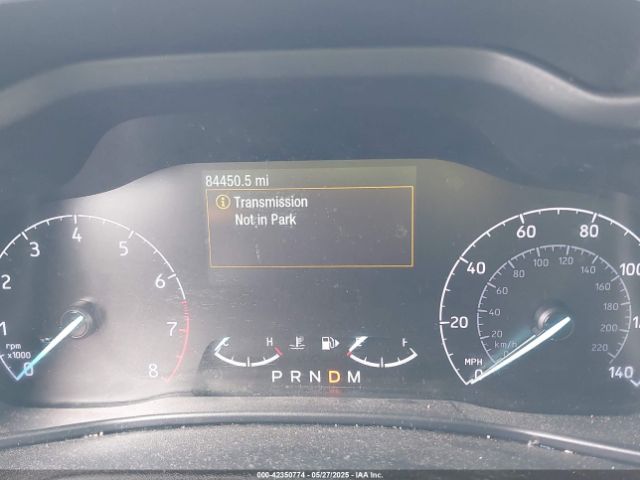 84450.5 mi
i Transmission
Not in Park
0 1 2 3 4 5 6 7 8
rpm
x1000
C H
E F
P R N D M
0 20 40 60 80 100 140
20 40 60 80 100 120 140 160 180 200 220
MPH
km/h
000-42350774 - 05/27/2025 - IAA Inc.